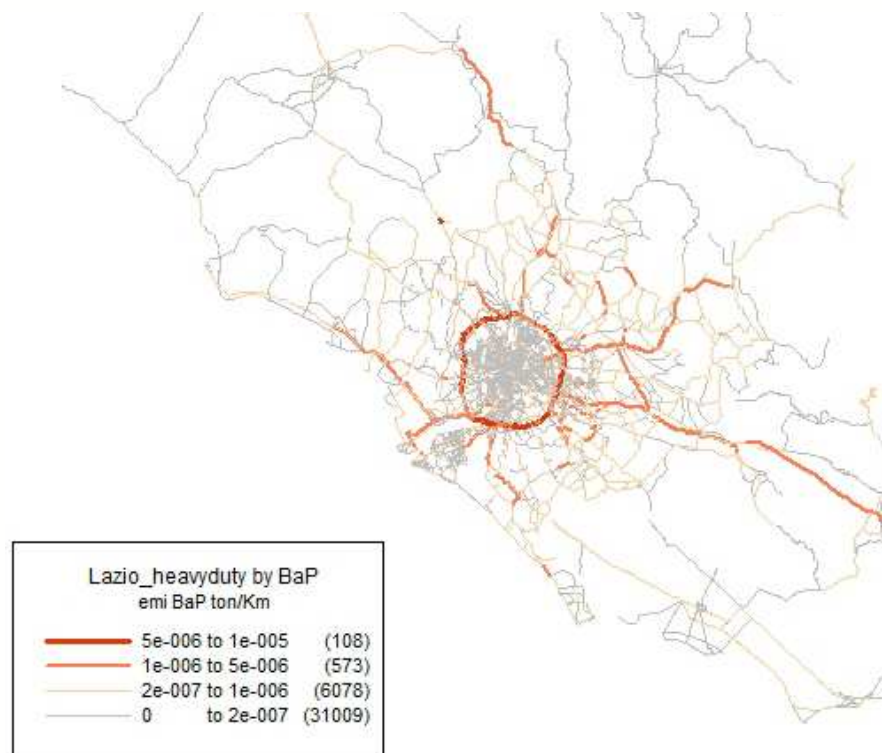 Lazio_heavyduty by BaP
emi BaP ton/Km
5e-006 to 1e-005 (108)
1e-006 to 5e-006 (573)
2e-007 to 1e-006 (6078)
0 to 2e-007 (31009)